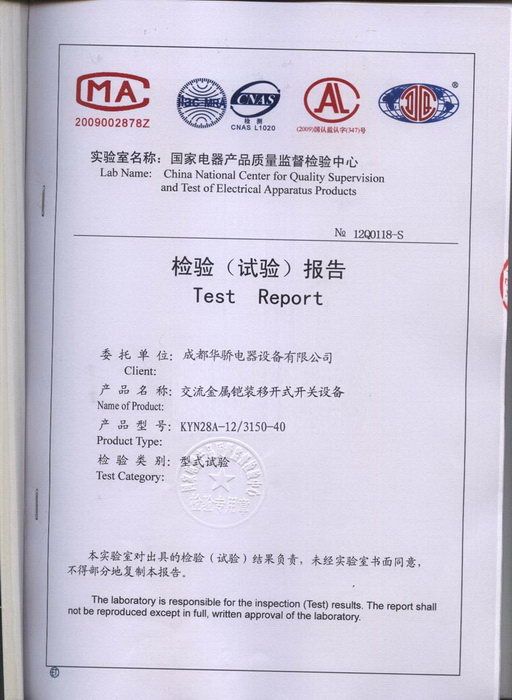 CMA
ilac-MRA
CNAS
CAL
2009002878Z
检 测
CNAS L1020
(2009)国认监认字(347)号
®
实验室名称：国家电器产品质量监督检验中心
Lab Name: China National Center for Quality Supervision
and Test of Electrical Apparatus Products
№ 12Q0118-S
检验（试验）报告
Test Report
委 托 单 位：成都华骄电器设备有限公司
Client:
产 品 名 称：交流金属铠装移开式开关设备
Name of Product:
产 品 型 号：KYN28A-12/3150-40
Product Type:
检 验 类 别：型式试验
Test Category:
检验专用章
本实验室对出具的检验（试验）结果负责，未经实验室书面同意，
不得部分地复制本报告。
The laboratory is responsible for the inspection (Test) results. The report shall
not be reproduced except in full, written approval of the laboratory.